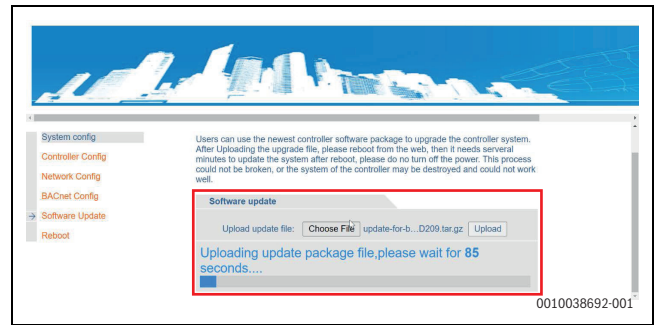 System config
Controller Config
Network Config
BACnet Config
Software Update
Reboot
Users can use the newest controller software package to upgrade the controller system.
After Uploading the upgrade file, please reboot from the web, then it needs serveral
minutes to update the system after reboot, please do no turn off the power. This process
could not be broken, or the system of the controller may be destroyed and could not work
well.
Software update
Upload update file: Choose File update-for-b...D209.tar.gz Upload
Uploading update package file,please wait for 85
seconds....
0010038692-001